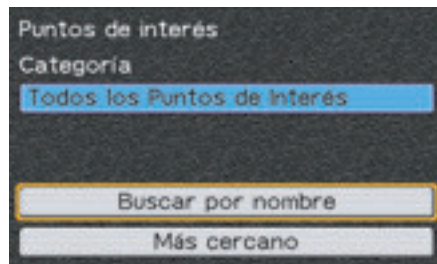 Puntos de interés
Categoría
Todos los Puntos de Interés
Buscar por nombre
Más cercano